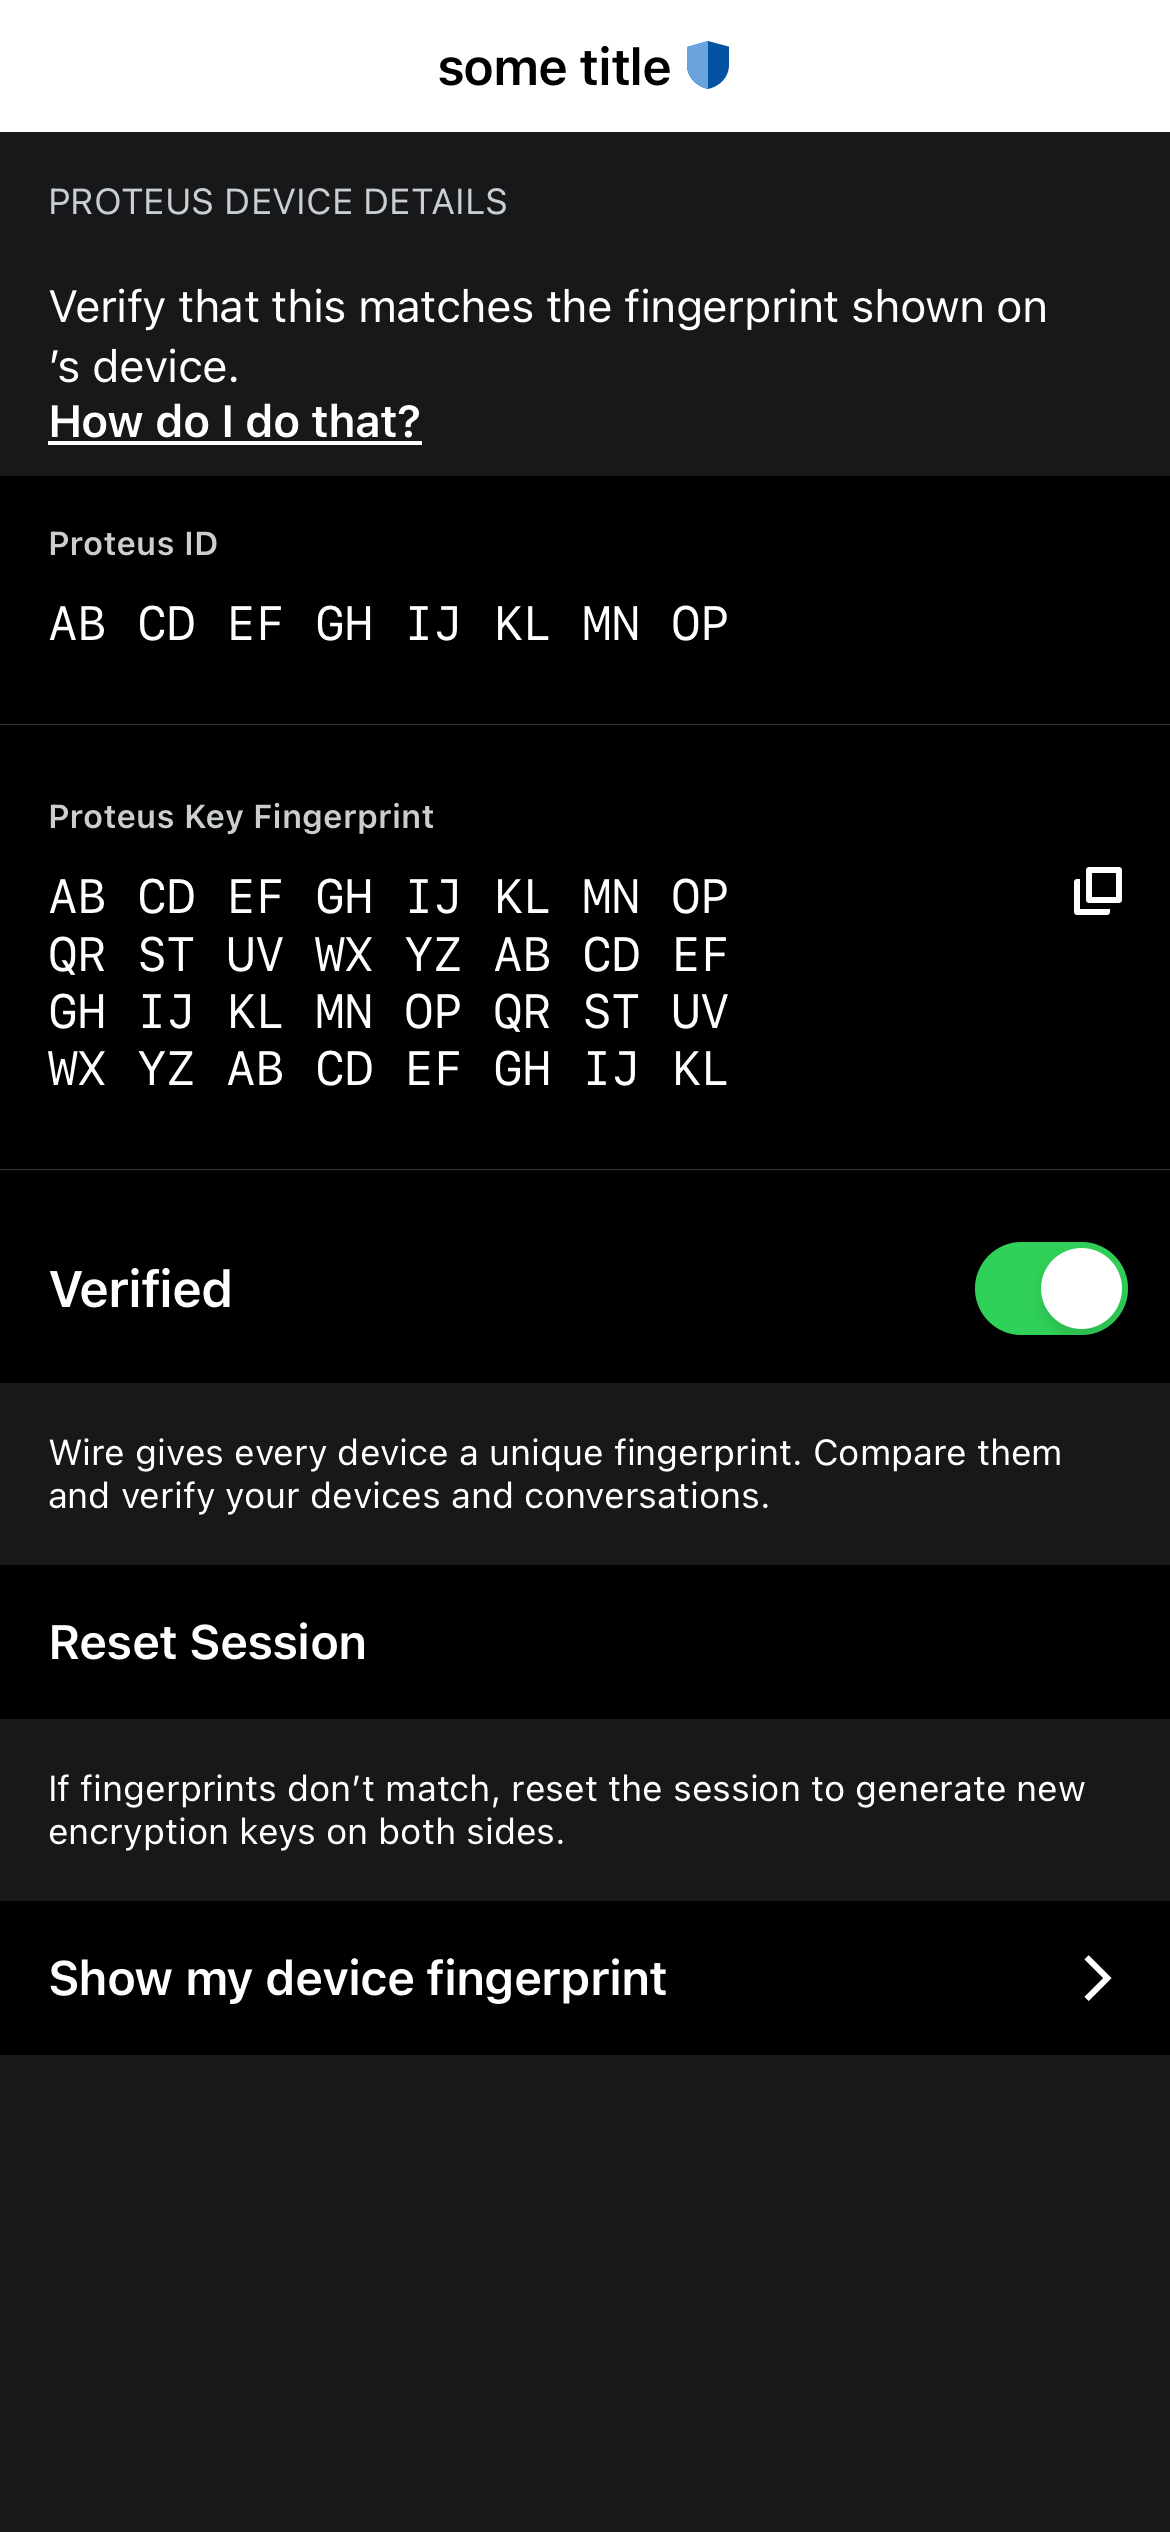 some title
PROTEUS DEVICE DETAILS
Verify that this matches the fingerprint shown on
’s device.
How do I do that?
Proteus ID
AB CD EF GH IJ KL MN OP
Proteus Key Fingerprint
AB CD EF GH IJ KL MN OP
QR ST UV WX YZ AB CD EF
GH IJ KL MN OP QR ST UV
WX YZ AB CD EF GH IJ KL
Verified
Wire gives every device a unique fingerprint. Compare them
and verify your devices and conversations.
Reset Session
If fingerprints don’t match, reset the session to generate new
encryption keys on both sides.
Show my device fingerprint